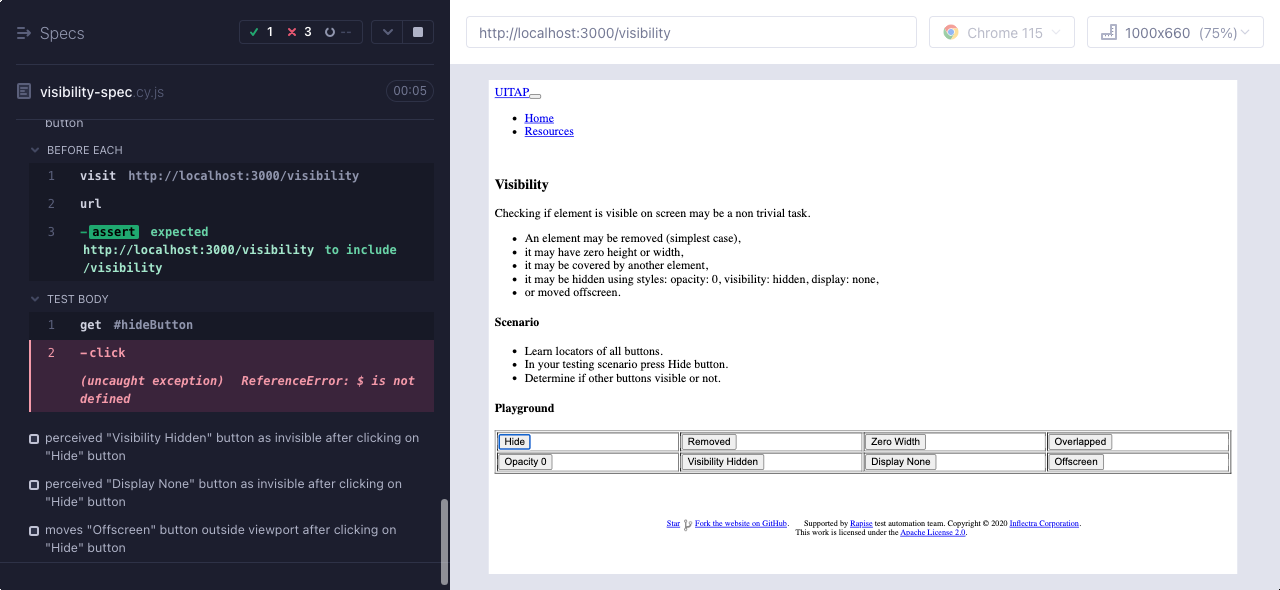 Specs
1 3 --
visibility-spec.cy.js 00:05
button
BEFORE EACH
1 visit http://localhost:3000/visibility
2 url
3 -assert expected
http://localhost:3000/visibility to include
/visibility
TEST BODY
1 get #hideButton
2 -click
(uncaught exception) ReferenceError: $ is not
defined
perceived "Visibility Hidden" button as invisible after clicking on
"Hide" button
perceived "Display None" button as invisible after clicking on
"Hide" button
moves "Offscreen" button outside viewport after clicking on
"Hide" button
http://localhost:3000/visibility
Chrome 115
1000x660 (75%)
UITAP
Home
Resources
Visibility
Checking if element is visible on screen may be a non trivial task.
An element may be removed (simplest case),
it may have zero height or width,
it may be covered by another element,
it may be hidden using styles: opacity: 0, visibility: hidden, display: none,
or moved offscreen.
Scenario
Learn locators of all buttons.
In your testing scenario press Hide button.
Determine if other buttons visible or not.
Playground
Hide Removed Zero Width Overlapped
Opacity 0 Visibility Hidden Display None Offscreen
Star Fork the website on GitHub. Supported by Rapise test automation team. Copyright © 2020 Inflectra Corporation.
This work is licensed under the Apache License 2.0.